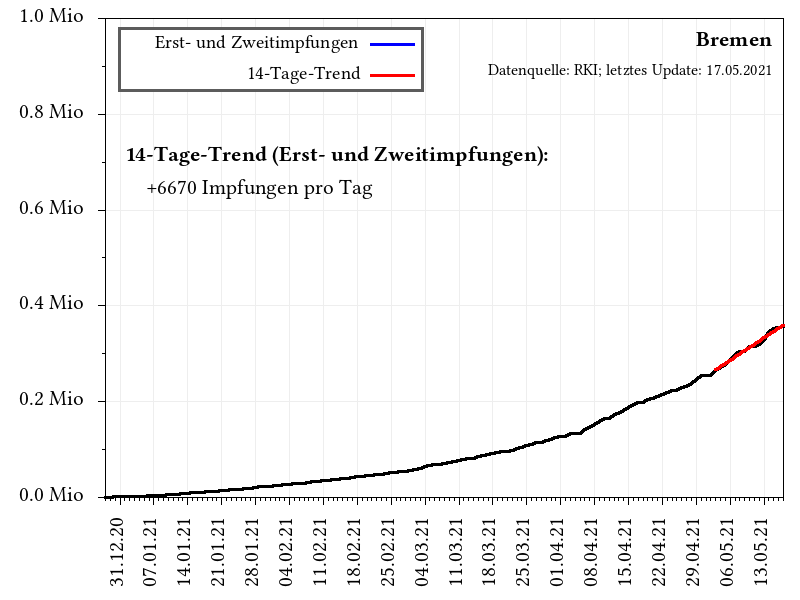 1.0 Mio
0.8 Mio
0.6 Mio
0.4 Mio
0.2 Mio
0.0 Mio
Erst- und Zweitimpfungen
14-Tage-Trend
Bremen
Datenquelle: RKI; letztes Update: 17.05.2021
14-Tage-Trend (Erst- und Zweitimpfungen):
+6670 Impfungen pro Tag
31.12.20
07.01.21
14.01.21
21.01.21
28.01.21
04.02.21
11.02.21
18.02.21
25.02.21
04.03.21
11.03.21
18.03.21
25.03.21
01.04.21
08.04.21
15.04.21
22.04.21
29.04.21
06.05.21
13.05.21